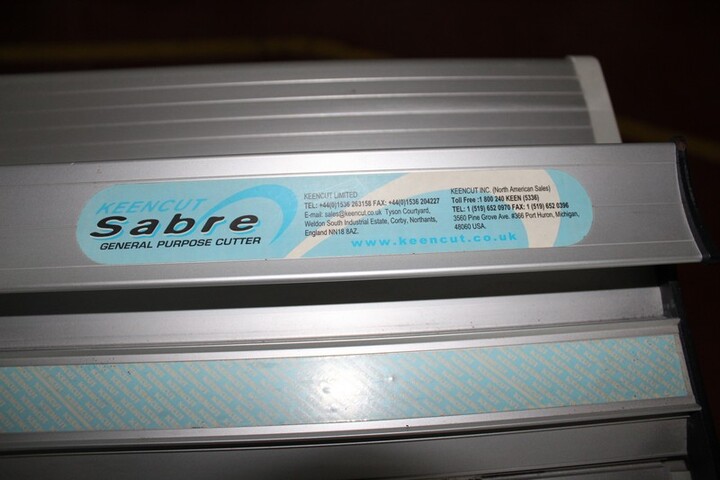 KEENCUT
Sabre
GENERAL PURPOSE CUTTER
KEENCUT LIMITED
TEL: +44(0)1536 263158 FAX: +44(0)1536 204227
E-mail: sales@keencut.co.uk Tyson Courtyard,
Weldon South Industrial Estate, Corby, Northants,
England NN18 8AZ.
KEENCUT INC. (North American Sales)
Toll Free :1 800 240 KEEN (5336)
TEL: 1 (519) 652 0970 FAX: 1 (519) 652 0396
3560 Pine Grove Ave. #366 Port Huron, Michigan,
48060 USA.
www.keencut.co.uk